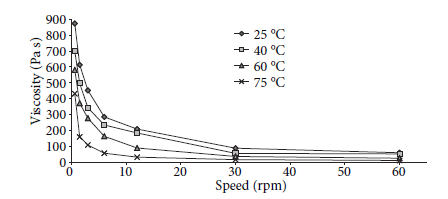 900
800
700
600
500
400
300
200
100
0
Viscosity (Pa s)
25 °C
40 °C
60 °C
75 °C
0 10 20 30 40 50 60
Speed (rpm)